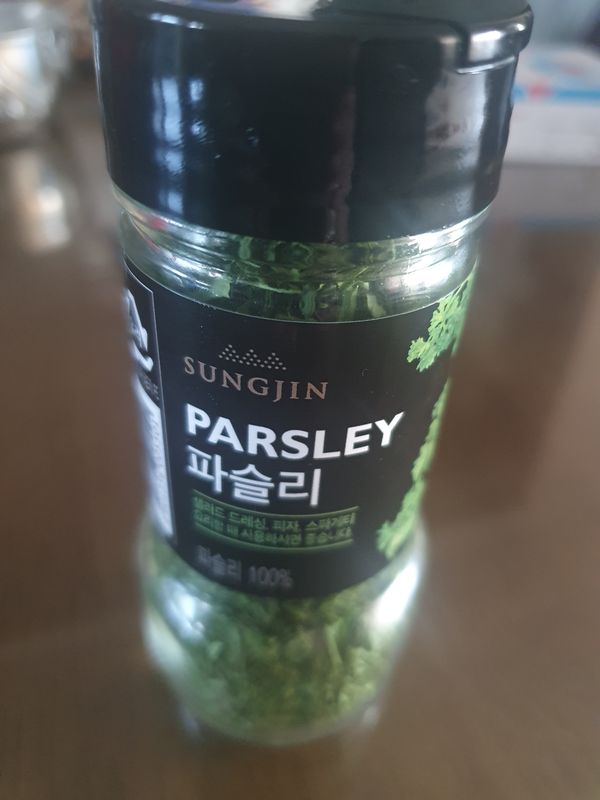 SUNGJIN
PARSLEY
파슬리
샐러드 드레싱, 피자, 스파게티
요리할 때 사용하시면 좋습니다.
파슬리 100%